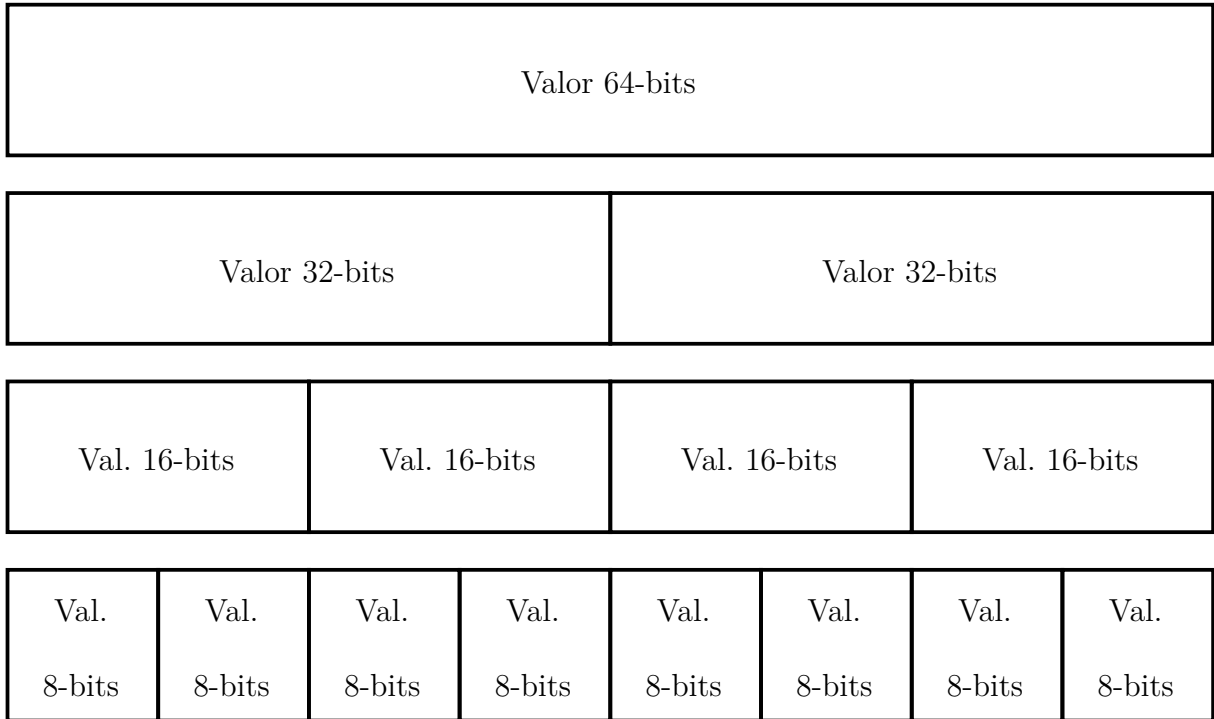 Valor 64-bits
Valor 32-bits Valor 32-bits
Val. 16-bits Val. 16-bits Val. 16-bits Val. 16-bits
Val. Val. Val. Val. Val. Val. Val. Val.
8-bits 8-bits 8-bits 8-bits 8-bits 8-bits 8-bits 8-bits